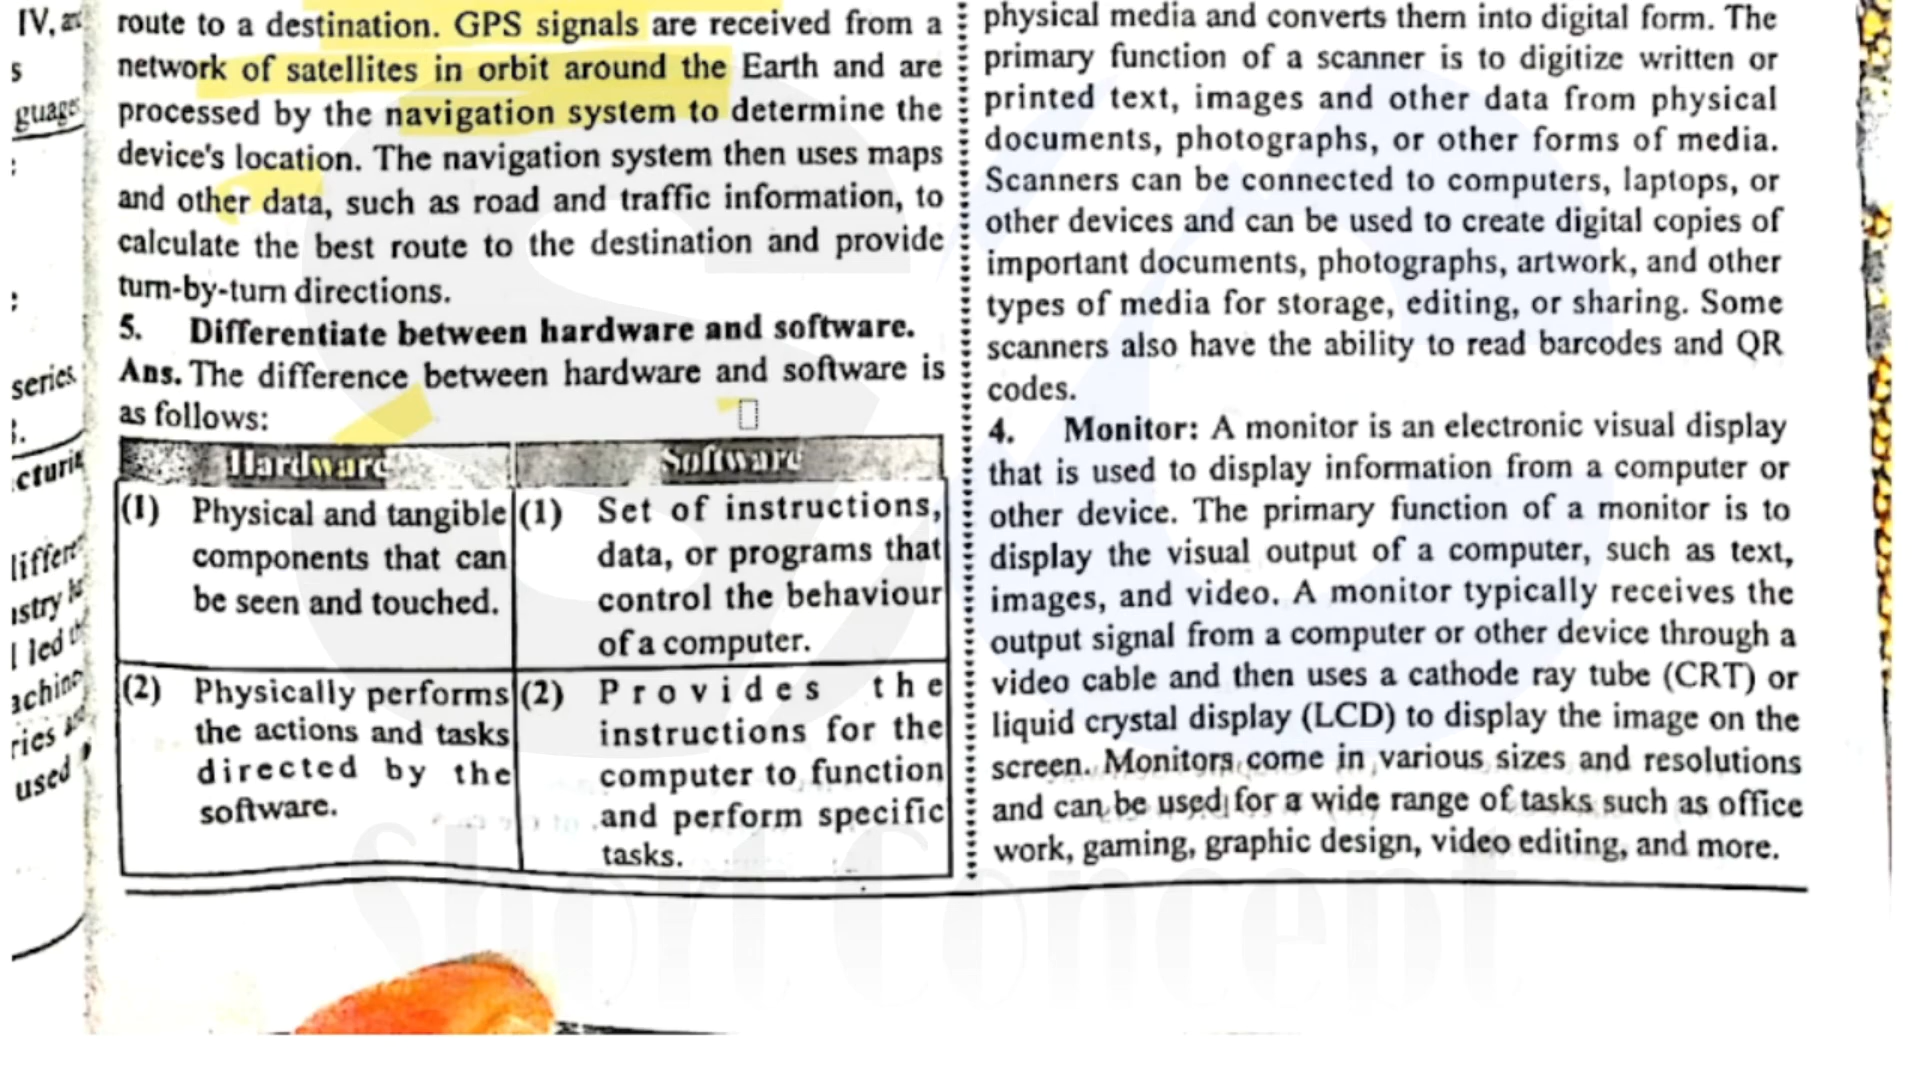 IV, 
s
guages
:
:
series.
3.
used
route to a destination. GPS signals are received from a
network of satellites in orbit around the Earth and are
processed by the navigation system to determine the
device's location. The navigation system then uses maps
and other data, such as road and traffic information, to
calculate the best route to the destination and provide
turn-by-turn directions.
5. Differentiate between hardware and software.
Ans. The difference between hardware and software is
as follows:
Hardware Software
(1) Physical and tangible
components that can
be seen and touched.
(1) Set of instructions,
data, or programs that
control the behaviour
of a computer.
(2) Physically performs
the actions and tasks
directed by the
software.
(2) Provides the
instructions for the
computer to function
and perform specific
tasks.
physical media and converts them into digital form. The
primary function of a scanner is to digitize written or
printed text, images and other data from physical
documents, photographs, or other forms of media.
Scanners can be connected to computers, laptops, or
other devices and can be used to create digital copies of
important documents, photographs, artwork, and other
types of media for storage, editing, or sharing. Some
scanners also have the ability to read barcodes and QR
codes.
4. Monitor: A monitor is an electronic visual display
that is used to display information from a computer or
other device. The primary function of a monitor is to
display the visual output of a computer, such as text,
images, and video. A monitor typically receives the
output signal from a computer or other device through a
video cable and then uses a cathode ray tube (CRT) or
liquid crystal display (LCD) to display the image on the
screen. Monitors come in various sizes and resolutions
and can be used for a wide range of tasks such as office
work, gaming, graphic design, video editing, and more.
Short Concept